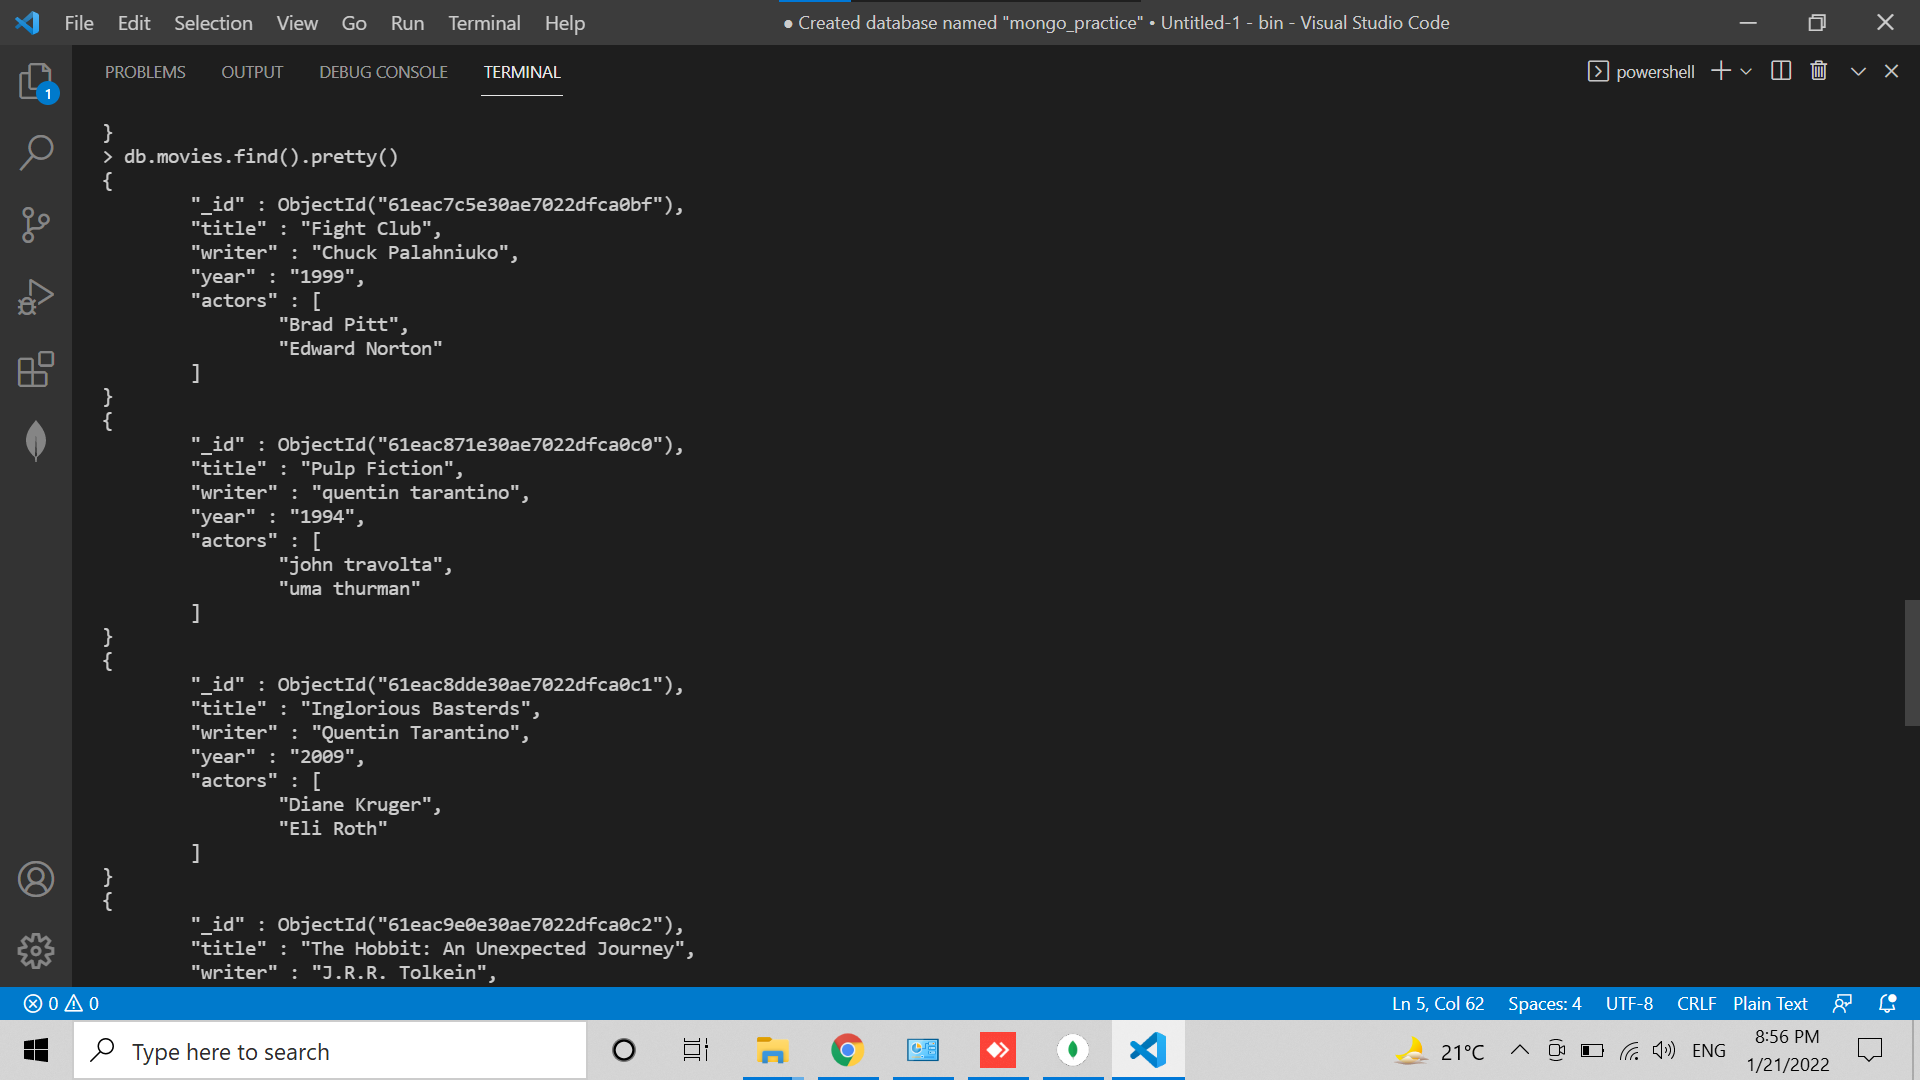 File Edit Selection View Go Run Terminal Help
● Created database named "mongo_practice" • Untitled-1 - bin - Visual Studio Code
PROBLEMS OUTPUT DEBUG CONSOLE TERMINAL
powershell
1
}
> db.movies.find().pretty()
{
"_id" : ObjectId("61eac7c5e30ae7022dfca0bf"),
"title" : "Fight Club",
"writer" : "Chuck Palahniuko",
"year" : "1999",
"actors" : [
"Brad Pitt",
"Edward Norton"
]
}
{
"_id" : ObjectId("61eac871e30ae7022dfca0c0"),
"title" : "Pulp Fiction",
"writer" : "quentin tarantino",
"year" : "1994",
"actors" : [
"john travolta",
"uma thurman"
]
}
{
"_id" : ObjectId("61eac8dde30ae7022dfca0c1"),
"title" : "Inglorious Basterds",
"writer" : "Quentin Tarantino",
"year" : "2009",
"actors" : [
"Diane Kruger",
"Eli Roth"
]
}
{
"_id" : ObjectId("61eac9e0e30ae7022dfca0c2"),
"title" : "The Hobbit: An Unexpected Journey",
"writer" : "J.R.R. Tolkein",
0 0 Ln 5, Col 62 Spaces: 4 UTF-8 CRLF Plain Text
Type here to search
21°C ENG
8:56 PM
1/21/2022